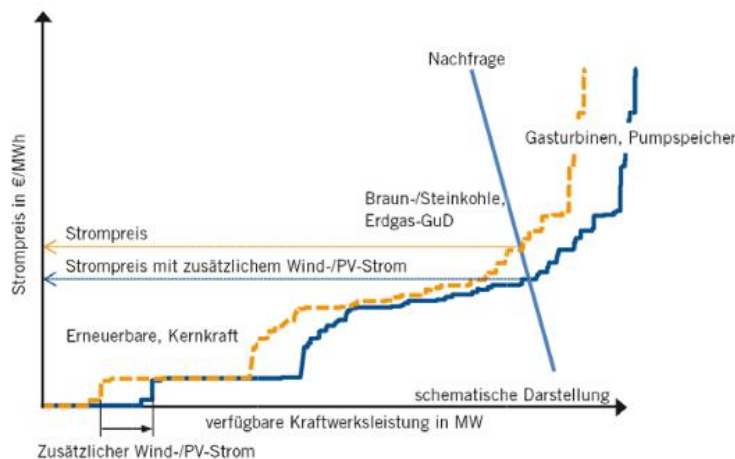 Nachfrage
Gasturbinen, Pumpspeicher
Braun-/Steinkohle,
Erdgas-GuD
Strompreis in €/MWh
Strompreis
Strompreis mit zusätzlichem Wind-/PV-Strom
Erneuerbare, Kernkraft
schematische Darstellung
verfügbare Kraftwerksleistung in MW
Zusätzlicher Wind-/PV-Strom